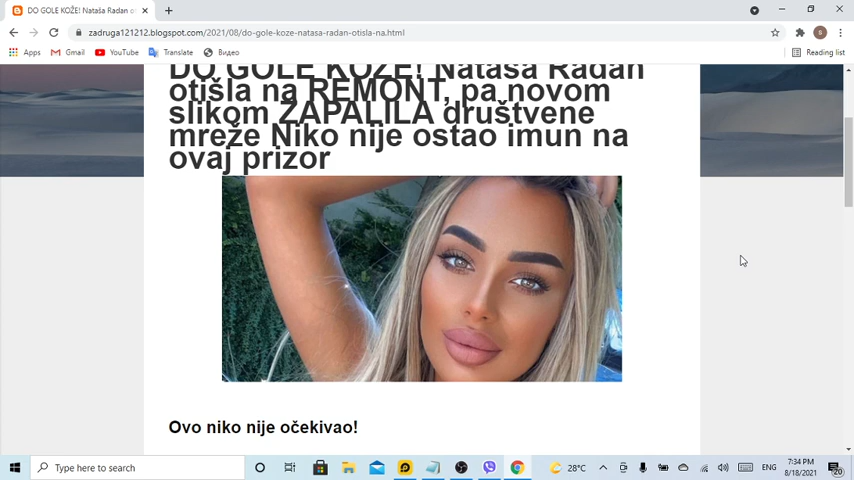 DO GOLE KOŽE! Nataša Radan o
zadruga121212.blogspot.com/2021/08/do-gole-koze-natasa-radan-otisla-na.html
Apps Gmail YouTube Translate Видео Reading list
DO GOLE KOŽE! Nataša Radan
otišla na REMONT, pa novom
slikom ZAPALILA društvene
mreže Niko nije ostao imun na
ovaj prizor
Ovo niko nije očekivao!
Type here to search
28°C
ENG
7:34 PM
8/18/2021
20